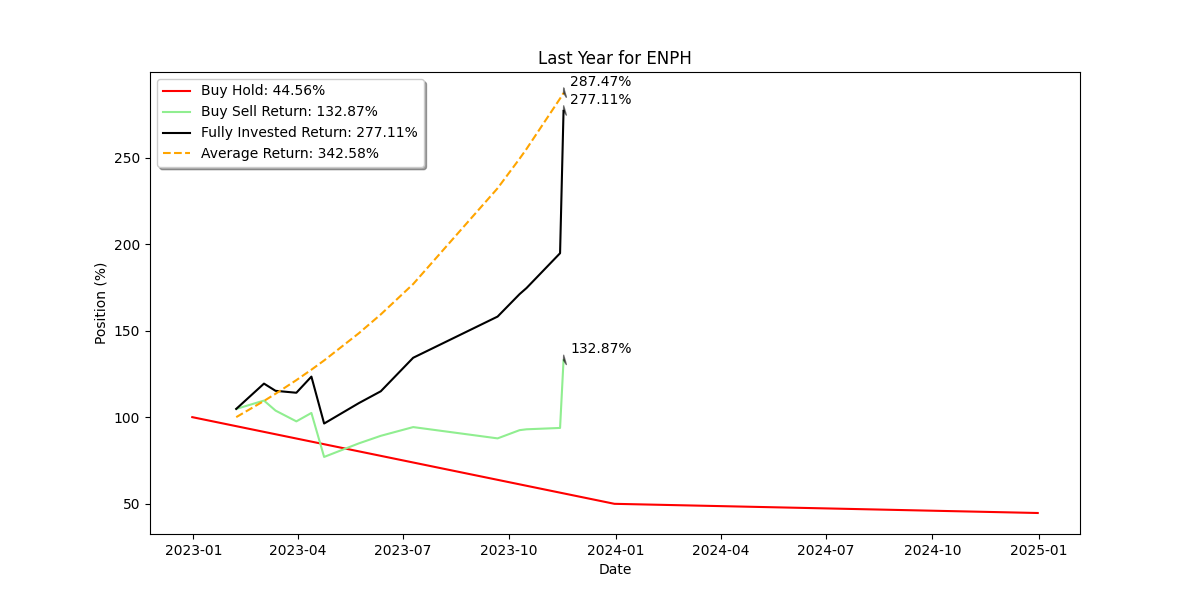 Last Year for ENPH
Buy Hold: 44.56%
Buy Sell Return: 132.87%
Fully Invested Return: 277.11%
Average Return: 342.58%
287.47%
277.11%
132.87%
Position (%)
250
200
150
100
50
2023-01
2023-04
2023-07
2023-10
2024-01
2024-04
2024-07
2024-10
2025-01
Date